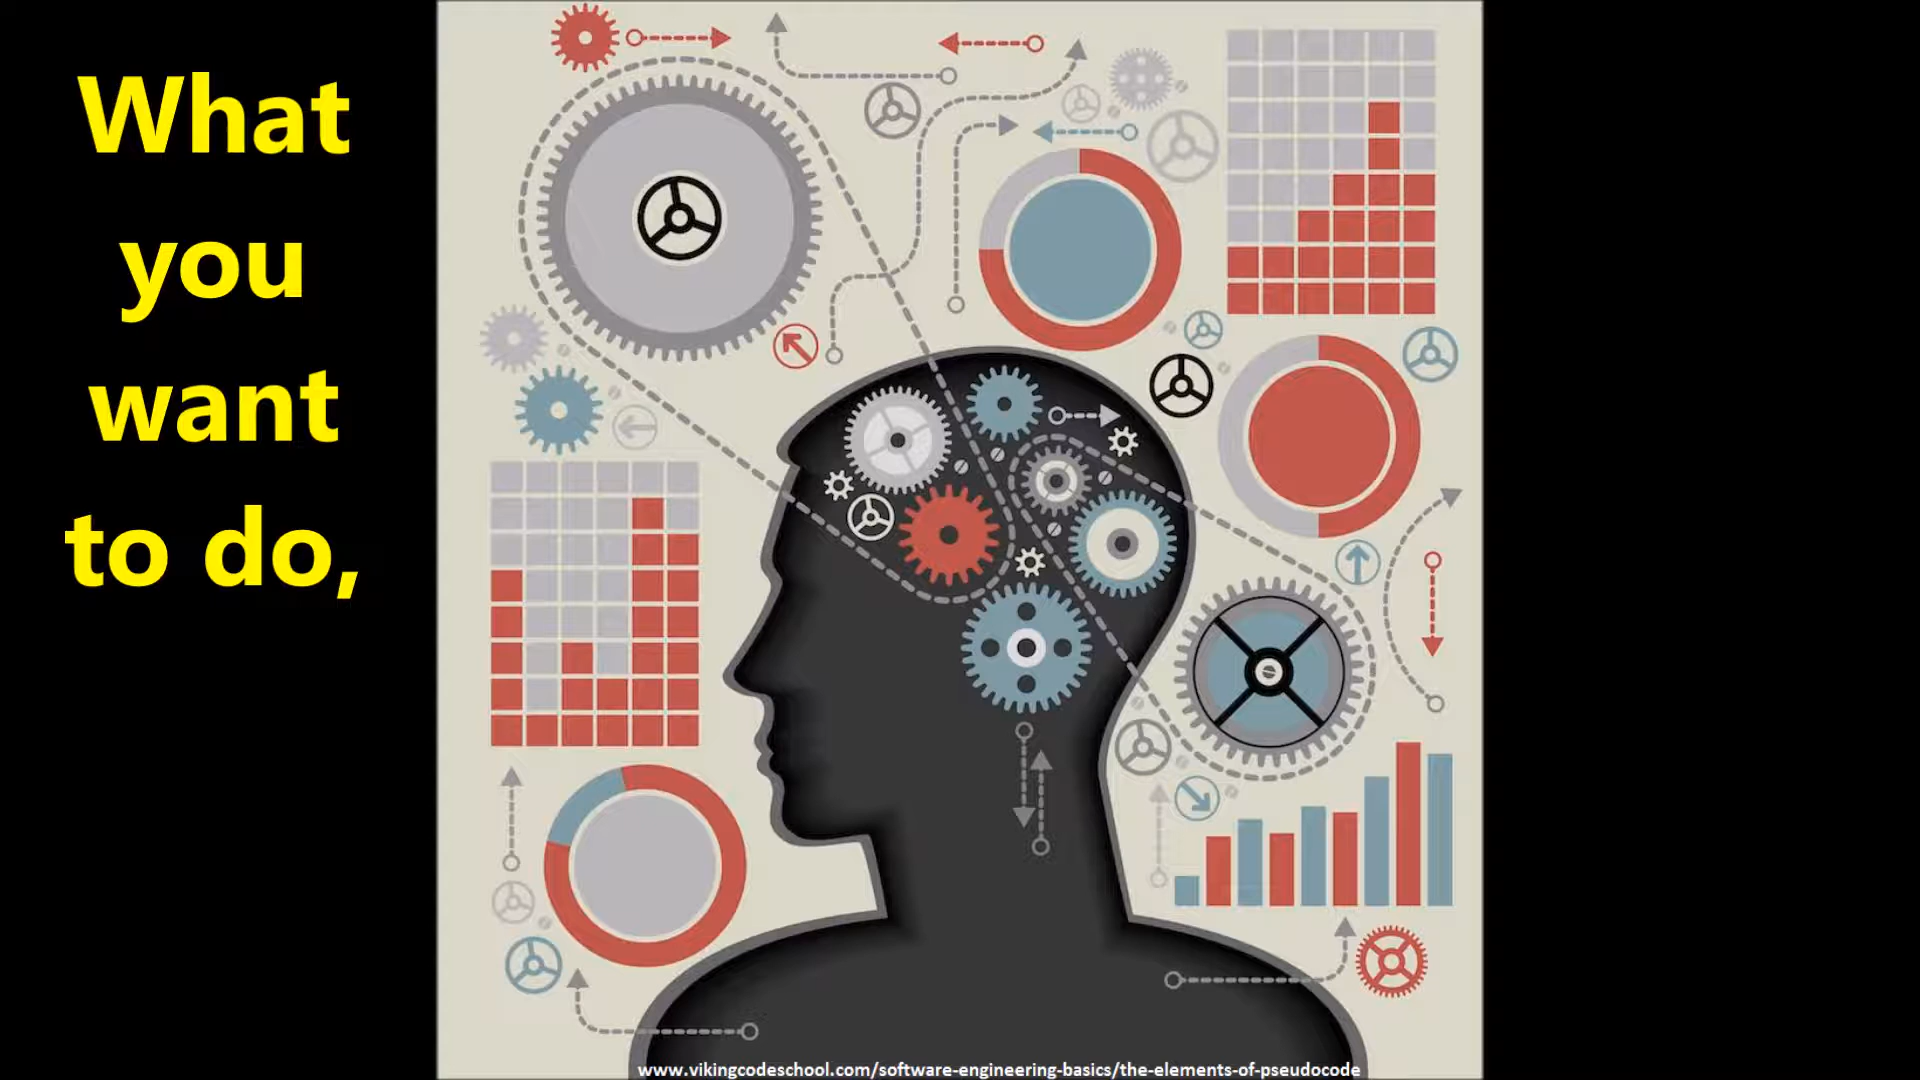 What
you
want
to do,
www.vikingcodeschool.com/software-engineering-basics/the-elements-of-pseudocode